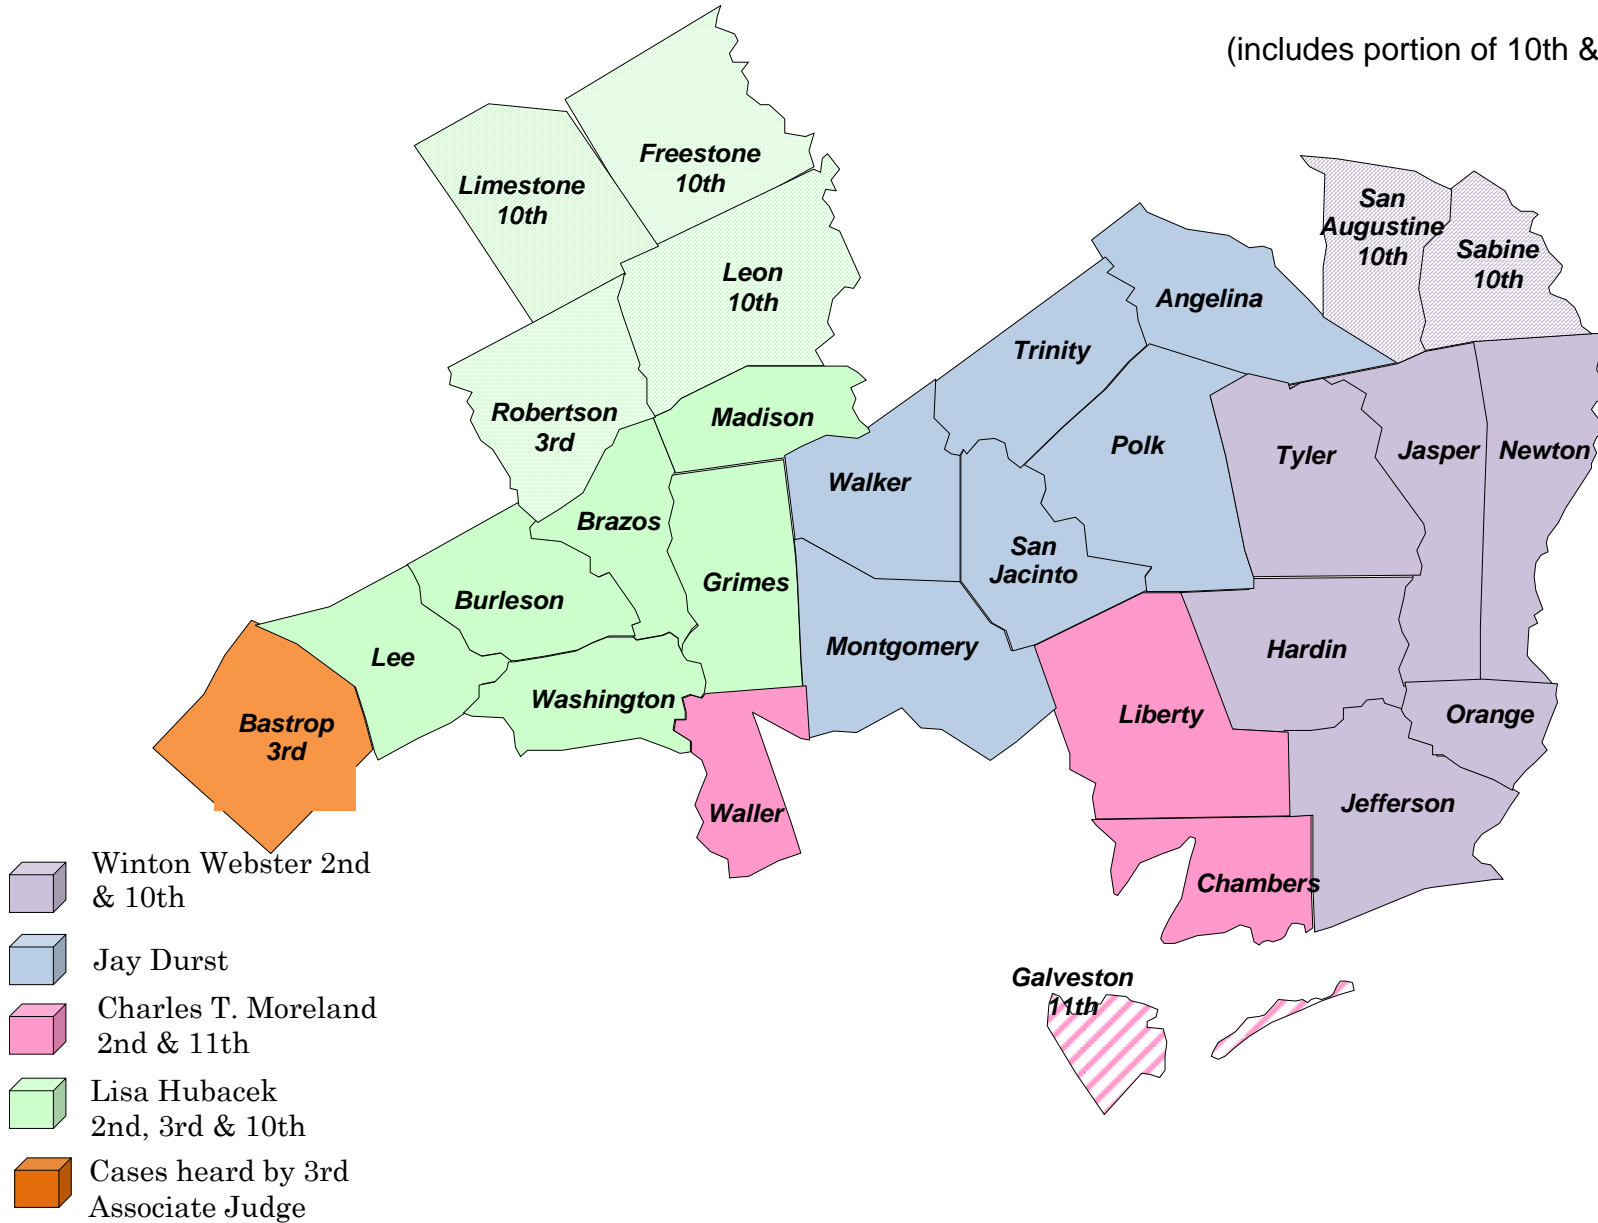 (includes portion of 10th &
Freestone
10th
Limestone
10th
San
Augustine
10th
Sabine
10th
Leon
10th
Angelina
Trinity
Robertson
3rd
Madison
Polk
Tyler
Jasper
Newton
Walker
Brazos
San
Jacinto
Grimes
Burleson
Montgomery
Hardin
Lee
Washington
Liberty
Orange
Bastrop
3rd
Waller
Jefferson
Chambers
Galveston
11th
Winton Webster 2nd
& 10th
Jay Durst
Charles T. Moreland
2nd & 11th
Lisa Hubacek
2nd, 3rd & 10th
Cases heard by 3rd
Associate Judge